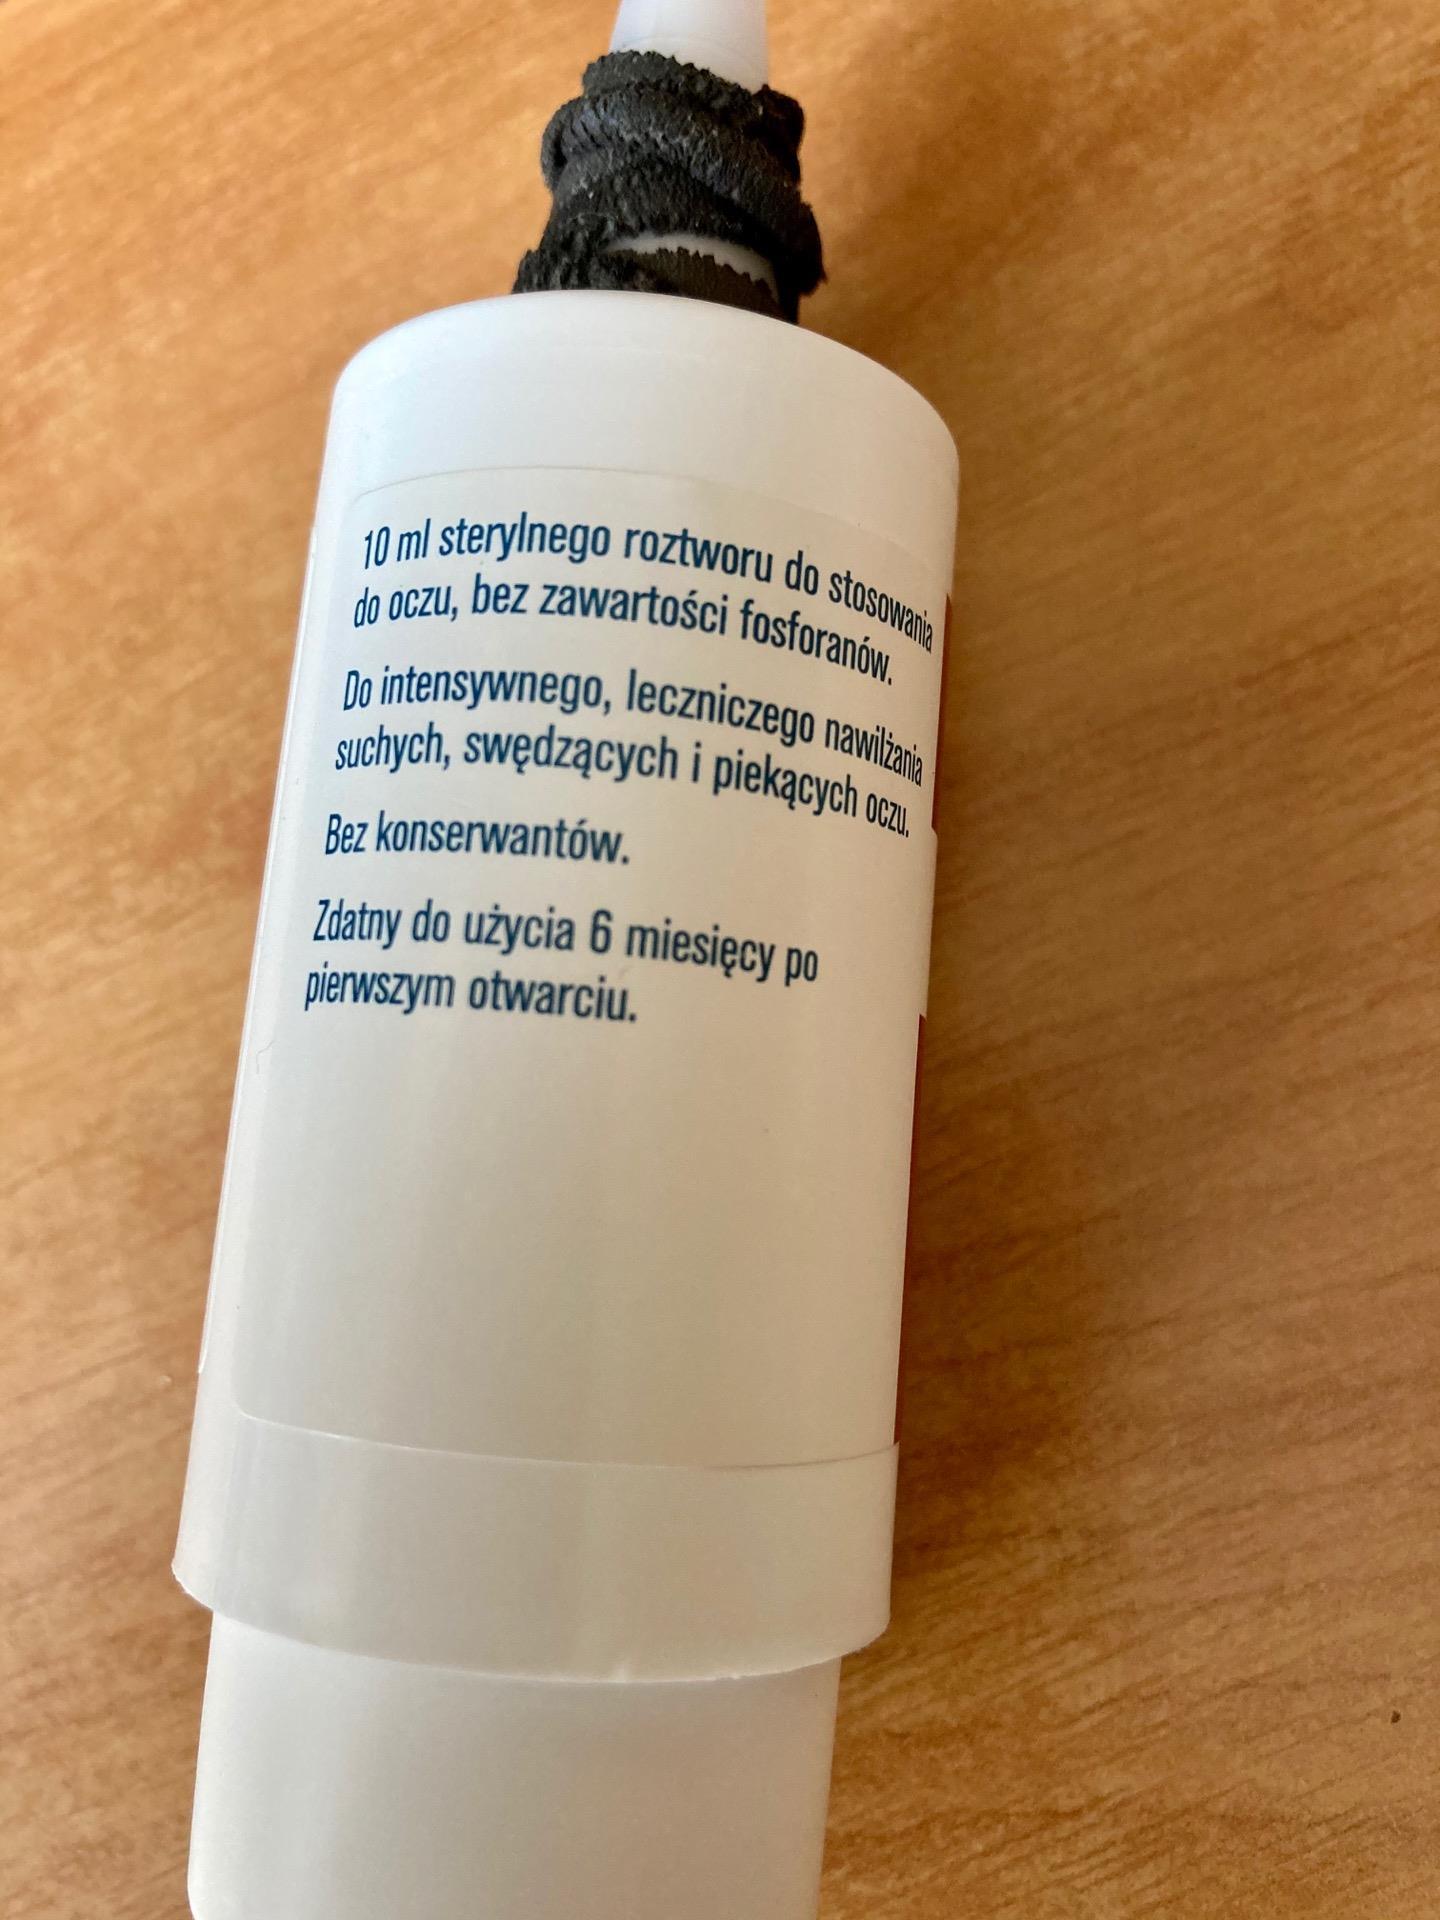 10 ml sterylnego roztworu do stosowania
do oczu, bez zawartości fosforanów.
Do intensywnego, leczniczego nawilżania
suchych, swędzących i piekących oczu.
Bez konserwantów.
Zdatny do użycia 6 miesięcy po
pierwszym otwarciu.